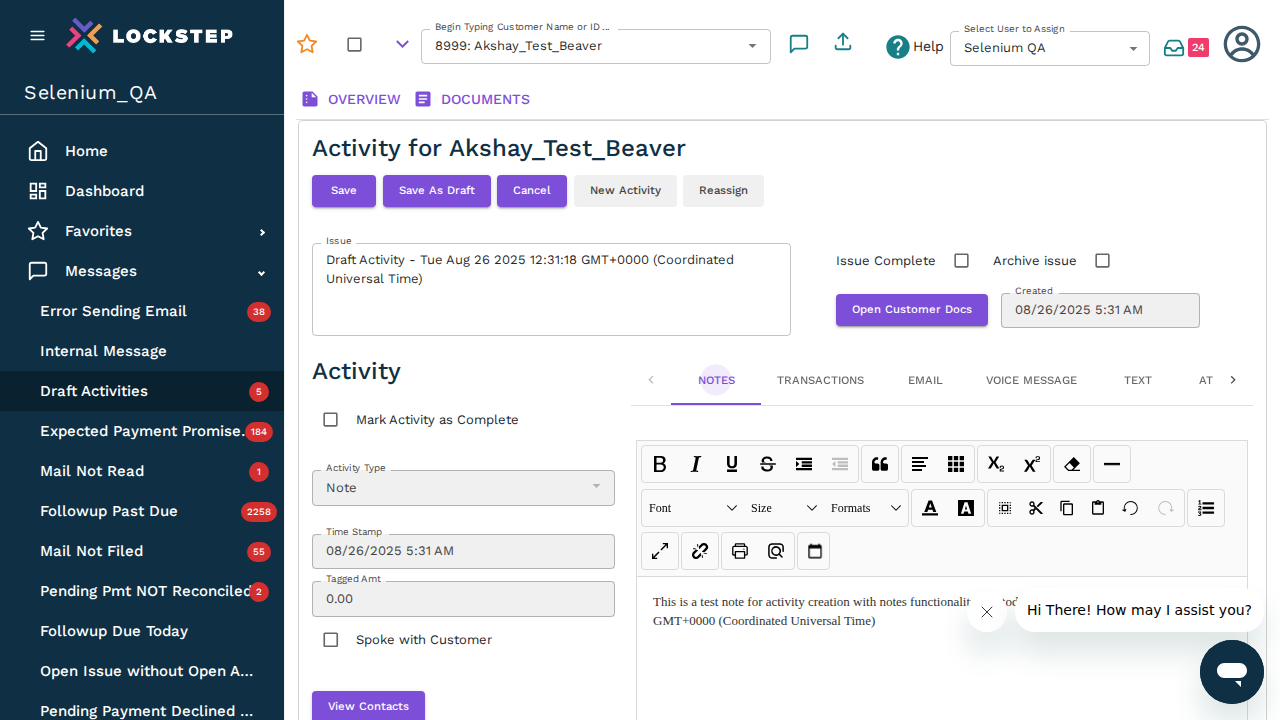 LOCKSTEP
Begin Typing Customer Name or ID ...
8999: Akshay_Test_Beaver
Help
Select User to Assign
Selenium QA
24
Selenium_QA
OVERVIEW
DOCUMENTS
Home
Dashboard
Favorites
Messages
Error Sending Email
38
Internal Message
Draft Activities
5
Expected Payment Promise.
184
Mail Not Read
1
Followup Past Due
2258
Mail Not Filed
55
Pending Pmt NOT Reconciled
2
Followup Due Today
Open Issue without Open A...
Pending Payment Declined ...
Activity for Akshay_Test_Beaver
Save
Save As Draft
Cancel
New Activity
Reassign
Issue
Draft Activity - Tue Aug 26 2025 12:31:18 GMT+0000 (Coordinated
Universal Time)
Issue Complete
Archive issue
Open Customer Docs
Created
08/26/2025 5:31 AM
Activity
Mark Activity as Complete
Activity Type
Note
Time Stamp
08/26/2025 5:31 AM
Tagged Amt
0.00
Spoke with Customer
View Contacts
NOTES
TRANSACTIONS
EMAIL
VOICE MESSAGE
TEXT
AT
Font
Size
Formats
This is a test note for activity creation with notes functionalit
GMT+0000 (Coordinated Universal Time)
Hi There! How may I assist you?